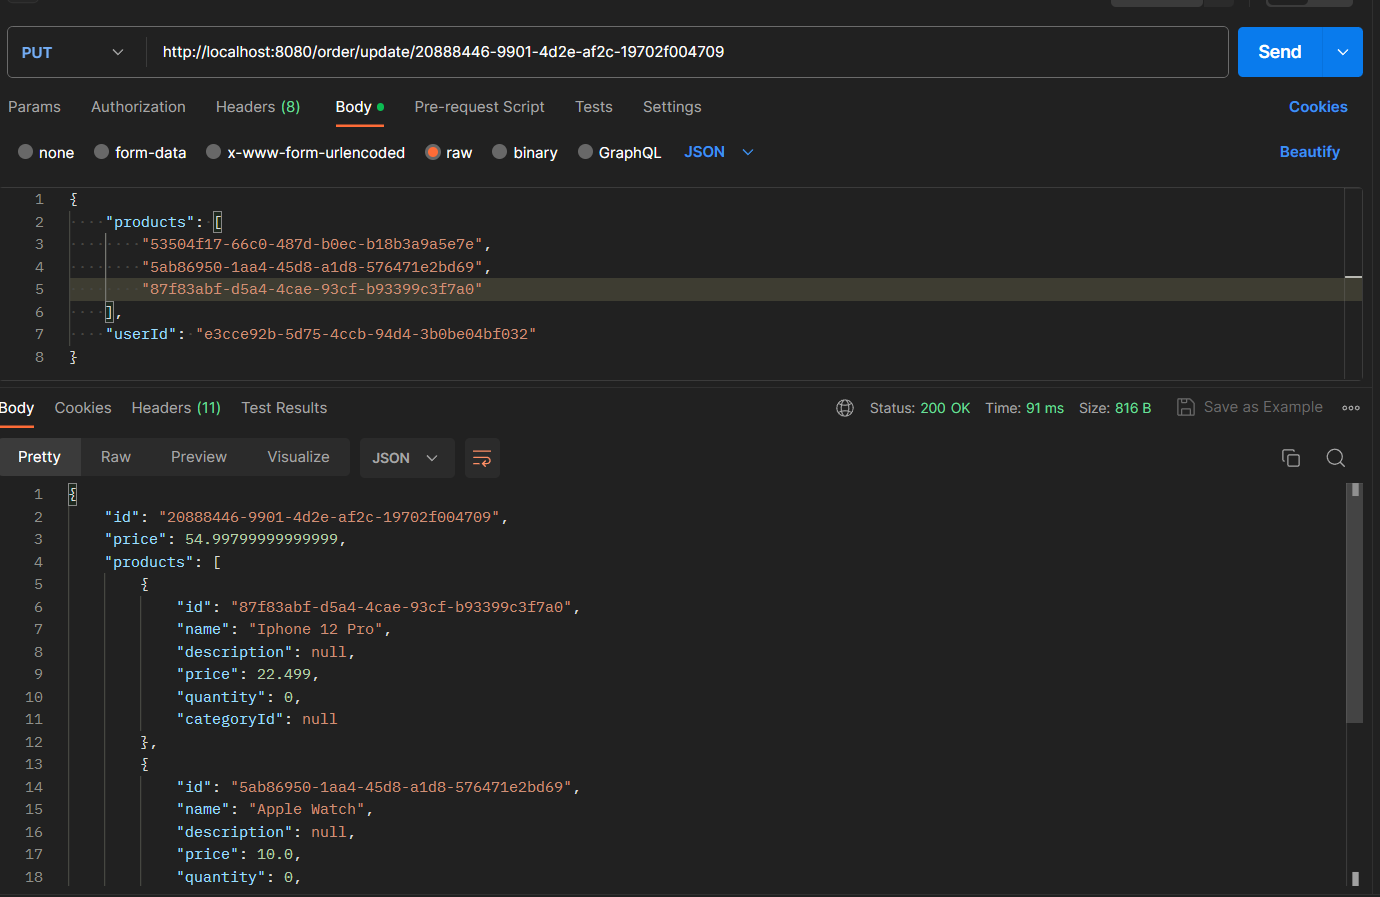 PUT http://localhost:8080/order/update/20888446-9901-4d2e-af2c-19702f004709 Send
Params Authorization Headers (8) Body Pre-request Script Tests Settings Cookies
none form-data x-www-form-urlencoded raw binary GraphQL JSON Beautify
1 {
2 "products": [
3 "53504f17-66c0-487d-b0ec-b18b3a9a5e7e",
4 "5ab86950-1aa4-45d8-a1d8-576471e2bd69",
5 "87f83abf-d5a4-4cae-93cf-b93399c3f7a0"
6 ],
7 "userId": "e3cce92b-5d75-4ccb-94d4-3b0be04bf032"
8 }
Body Cookies Headers (11) Test Results Status: 200 OK Time: 91 ms Size: 816 B Save as Example
Pretty Raw Preview Visualize JSON
1 {
2 "id": "20888446-9901-4d2e-af2c-19702f004709",
3 "price": 54.99799999999999,
4 "products": [
5 {
6 "id": "87f83abf-d5a4-4cae-93cf-b93399c3f7a0",
7 "name": "Iphone 12 Pro",
8 "description": null,
9 "price": 22.499,
10 "quantity": 0,
11 "categoryId": null
12 },
13 {
14 "id": "5ab86950-1aa4-45d8-a1d8-576471e2bd69",
15 "name": "Apple Watch",
16 "description": null,
17 "price": 10.0,
18 "quantity": 0,